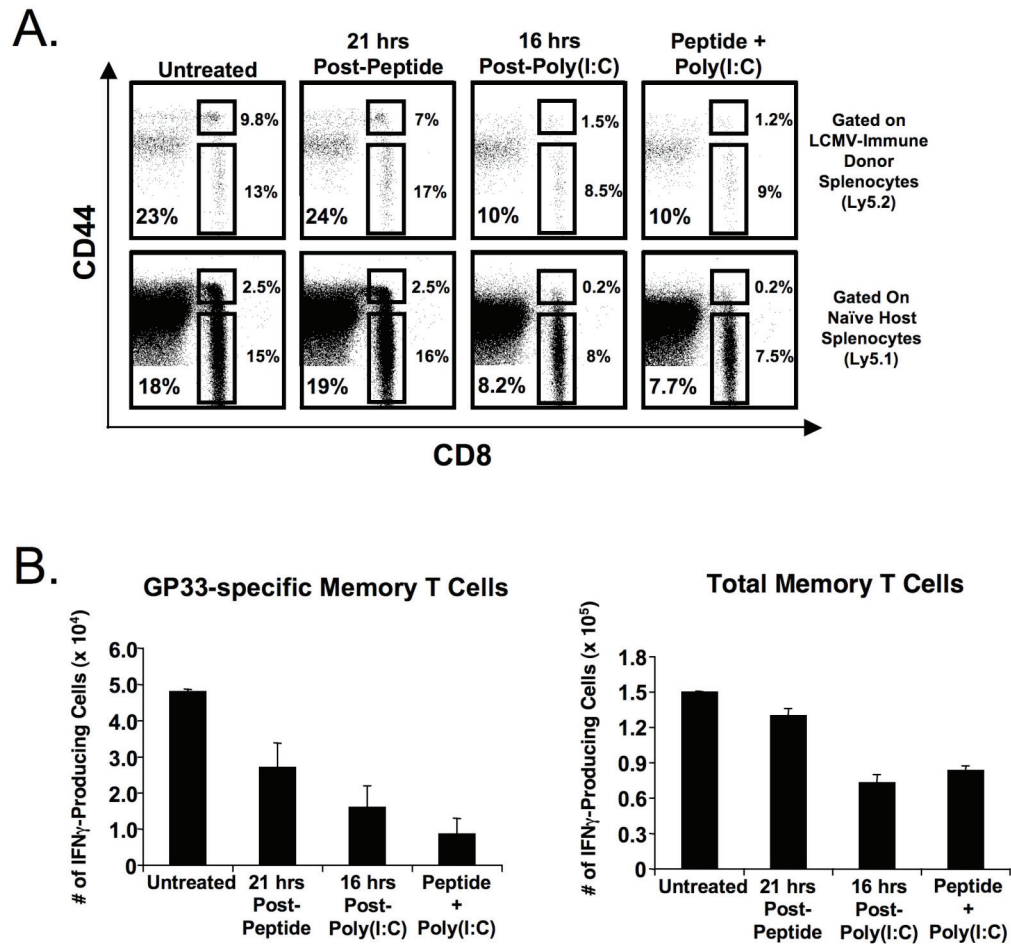 A.
21 hrs
Post-Peptide
16 hrs
Post-Poly(I:C)
Peptide +
Poly(I:C)
Untreated
CD44
9.8%
13%
23%
7%
17%
24%
1.5%
8.5%
10%
1.2%
9%
10%
Gated on
LCMV-Immune
Donor
Splenocytes
(Ly5.2)
2.5%
15%
18%
2.5%
16%
19%
0.2%
8%
8.2%
0.2%
7.5%
7.7%
Gated On
Naïve Host
Splenocytes
(Ly5.1)
CD8
B.
GP33-specific Memory T Cells
# of IFNγ-Producing Cells (x 10⁴)
6.0
5.0
4.0
3.0
2.0
1.0
0
Untreated
21 hrs
Post-
Peptide
16 hrs
Post-
Poly(I:C)
Peptide
+
Poly(I:C)
Total Memory T Cells
# of IFNγ-Producing Cells (x 10⁵)
1.8
1.5
1.2
0.9
0.6
0.3
0
Untreated
21 hrs
Post-
Peptide
16 hrs
Post-
Poly(I:C)
Peptide
+
Poly(I:C)